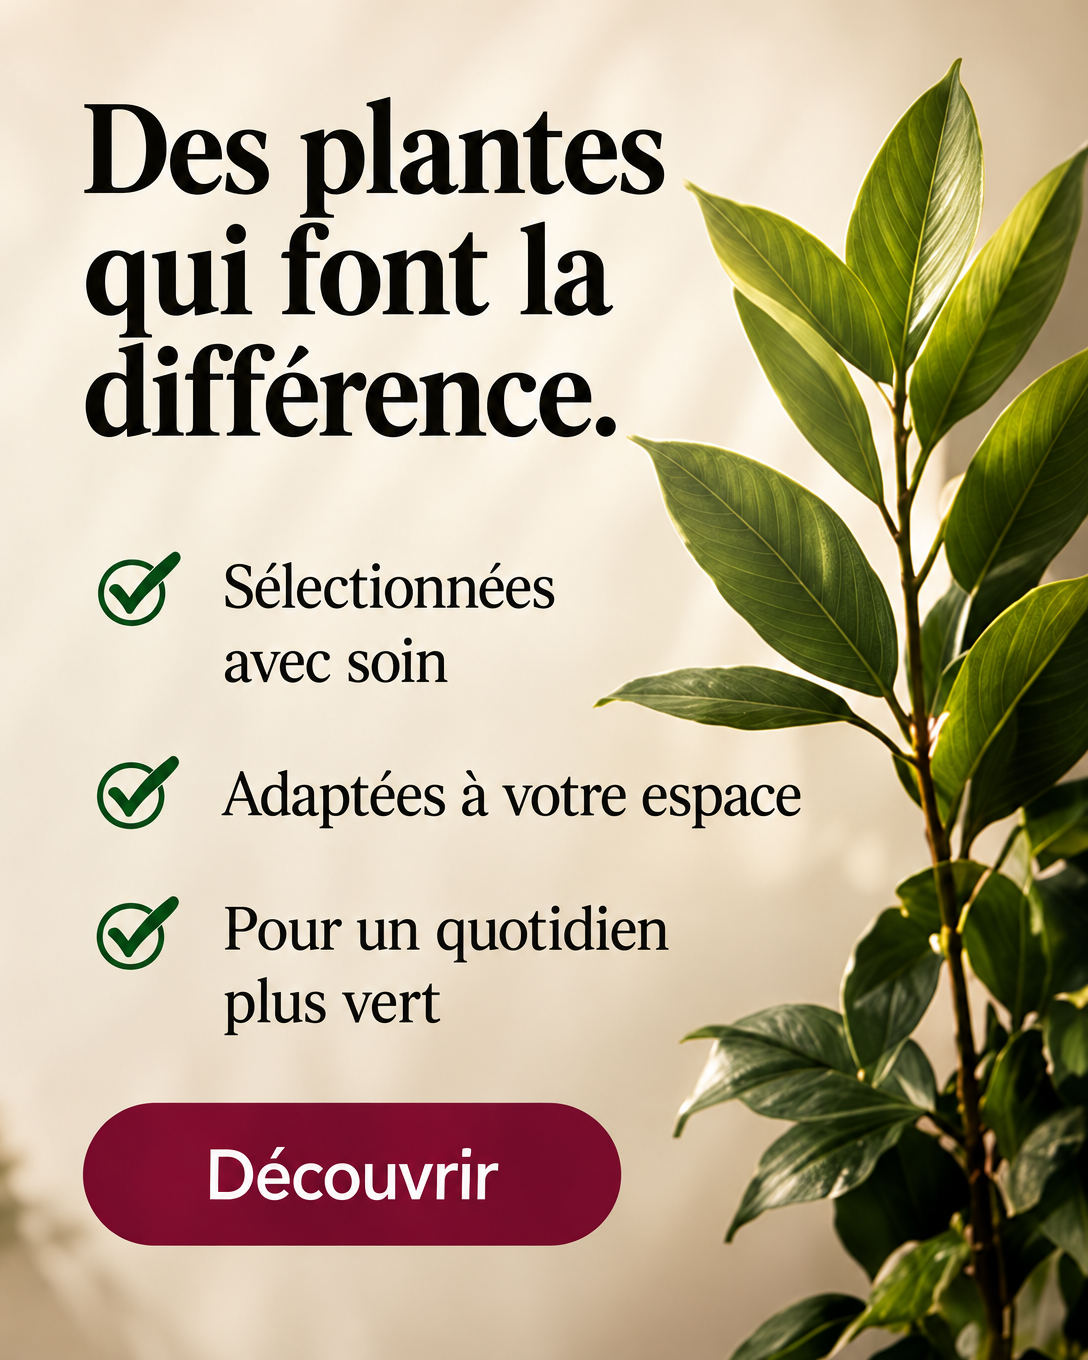 Des plantes
qui font la
différence.
Sélectionnées
avec soin
Adaptées à votre espace
Pour un quotidien
plus vert
Découvrir